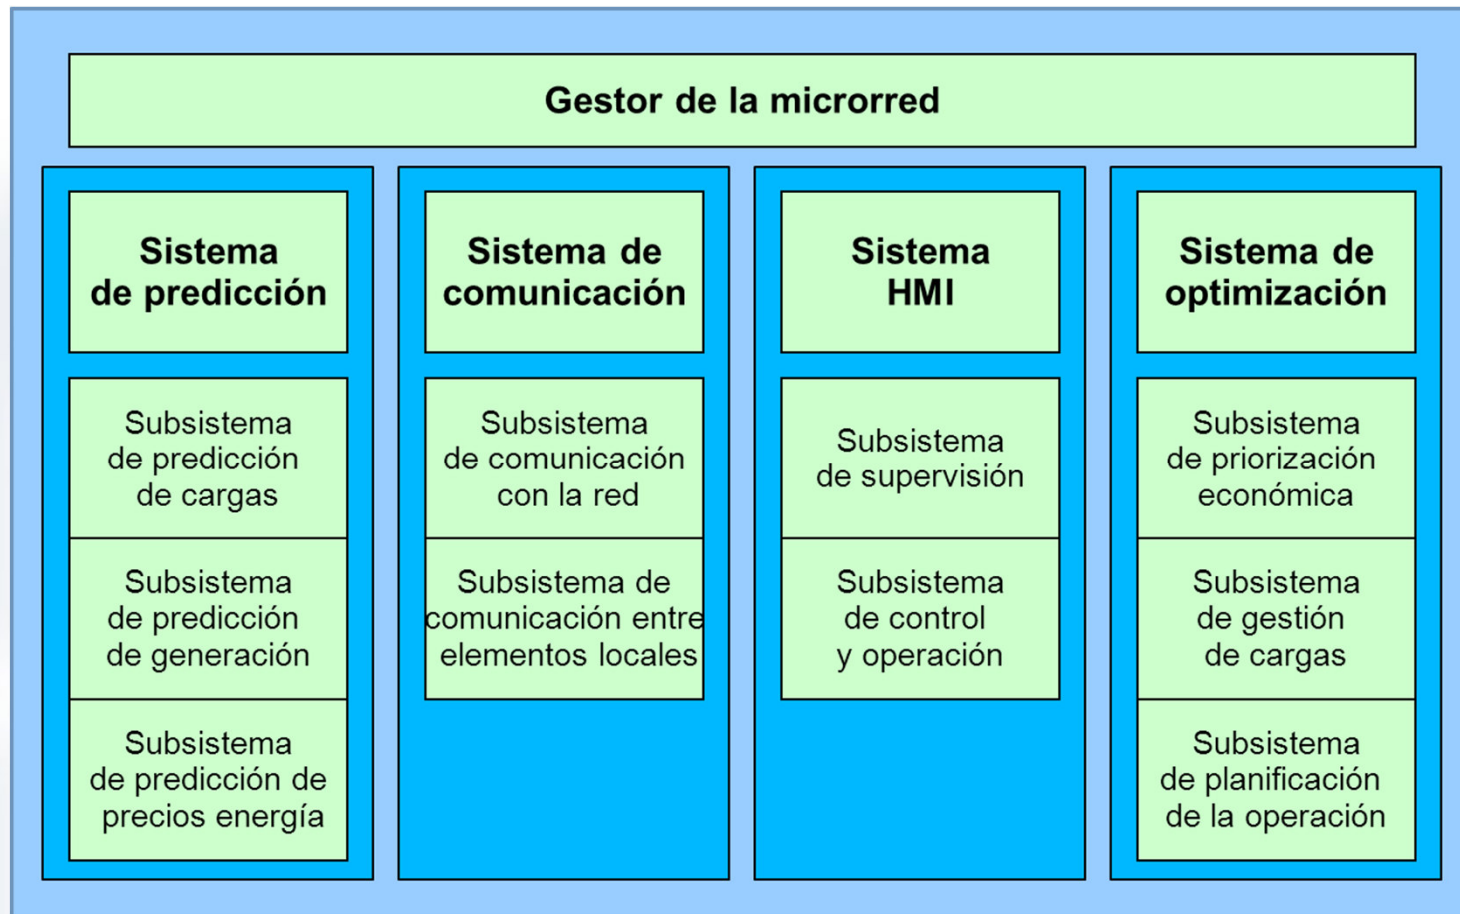 Gestor de la microrred
Sistema
de predicción
Subsistema
de predicción
de cargas
Subsistema
de predicción
de generación
Subsistema
de predicción de
precios energía
Sistema de
comunicación
Subsistema
de comunicación
con la red
Subsistema de
comunicación entre
elementos locales
Sistema
HMI
Subsistema
de supervisión
Subsistema
de control
y operación
Sistema de
optimización
Subsistema
de priorización
económica
Subsistema
de gestión
de cargas
Subsistema
de planificación
de la operación